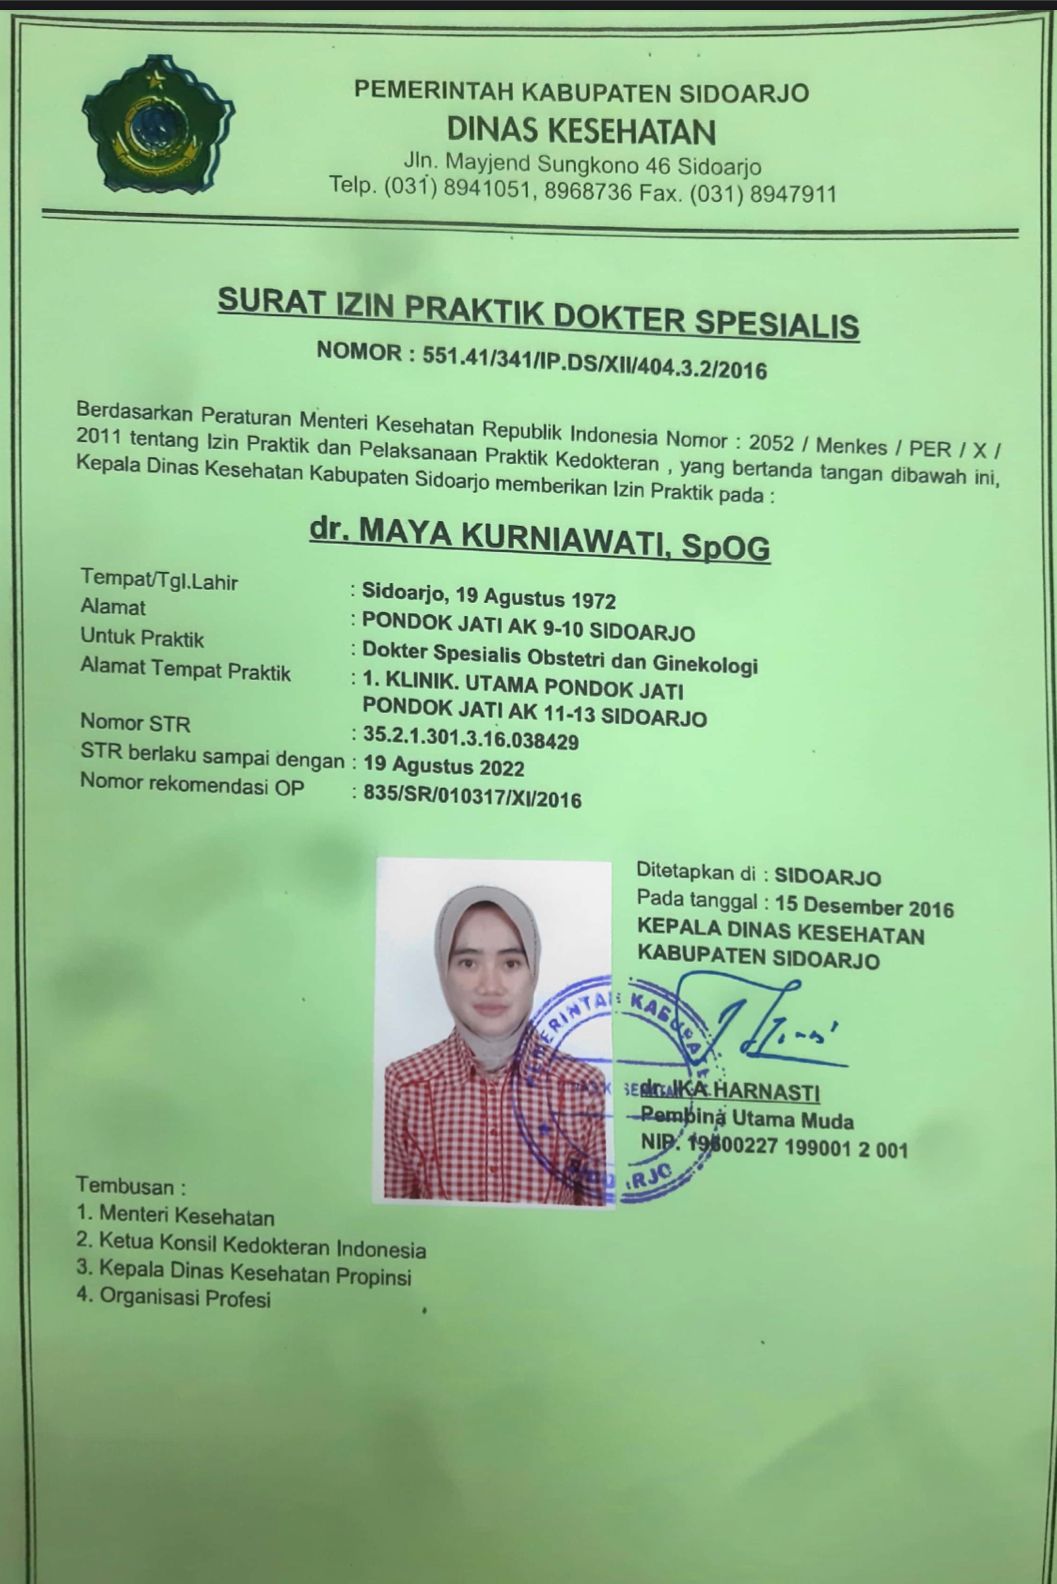 PEMERINTAH KABUPATEN SIDOARJO
DINAS KESEHATAN
Jln. Mayjend Sungkono 46 Sidoarjo
Telp. (031) 8941051, 8968736 Fax. (031) 8947911
SURAT IZIN PRAKTIK DOKTER SPESIALIS
NOMOR : 551.41/341/IP.DS/XII/404.3.2/2016
Berdasarkan Peraturan Menteri Kesehatan Republik Indonesia Nomor : 2052 / Menkes / PER / X /
2011 tentang Izin Praktik dan Pelaksanaan Praktik Kedokteran , yang bertanda tangan dibawah ini,
Kepala Dinas Kesehatan Kabupaten Sidoarjo memberikan Izin Praktik pada :
dr. MAYA KURNIAWATI, SpOG
Tempat/Tgl.Lahir : Sidoarjo, 19 Agustus 1972
Alamat : PONDOK JATI AK 9-10 SIDOARJO
Untuk Praktik : Dokter Spesialis Obstetri dan Ginekologi
Alamat Tempat Praktik : 1. KLINIK. UTAMA PONDOK JATI
PONDOK JATI AK 11-13 SIDOARJO
Nomor STR : 35.2.1.301.3.16.038429
STR berlaku sampai dengan : 19 Agustus 2022
Nomor rekomendasi OP : 835/SR/010317/XI/2016
Ditetapkan di : SIDOARJO
Pada tanggal : 15 Desember 2016
KEPALA DINAS KESEHATAN
KABUPATEN SIDOARJO
dr. IKA HARNASTI
Pembina Utama Muda
NIP. 19600227 199001 2 001
Tembusan :
1. Menteri Kesehatan
2. Ketua Konsil Kedokteran Indonesia
3. Kepala Dinas Kesehatan Propinsi
4. Organisasi Profesi